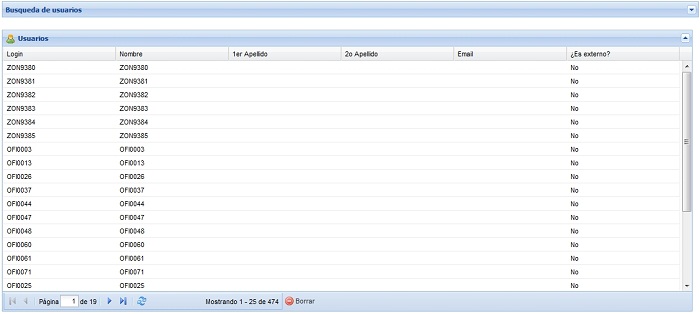 Busqueda de usuarios
Usuarios
Login Nombre 1er Apellido 2o Apellido Email ¿Es externo?
ZON9380 ZON9380 No
ZON9381 ZON9381 No
ZON9382 ZON9382 No
ZON9383 ZON9383 No
ZON9384 ZON9384 No
ZON9385 ZON9385 No
OFI0003 OFI0003 No
OFI0013 OFI0013 No
OFI0026 OFI0026 No
OFI0037 OFI0037 No
OFI0044 OFI0044 No
OFI0047 OFI0047 No
OFI0048 OFI0048 No
OFI0060 OFI0060 No
OFI0061 OFI0061 No
OFI0071 OFI0071 No
OFI0025 OFI0025 No
Página 1 de 19 Mostrando 1 - 25 de 474 Borrar